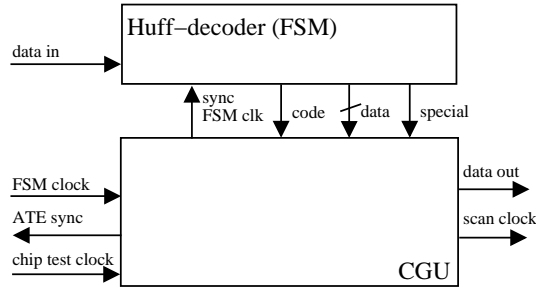 Huff−decoder (FSM)
data in
sync
FSM clk
code
data
special
FSM clock
data out
ATE sync
scan clock
chip test clock
CGU